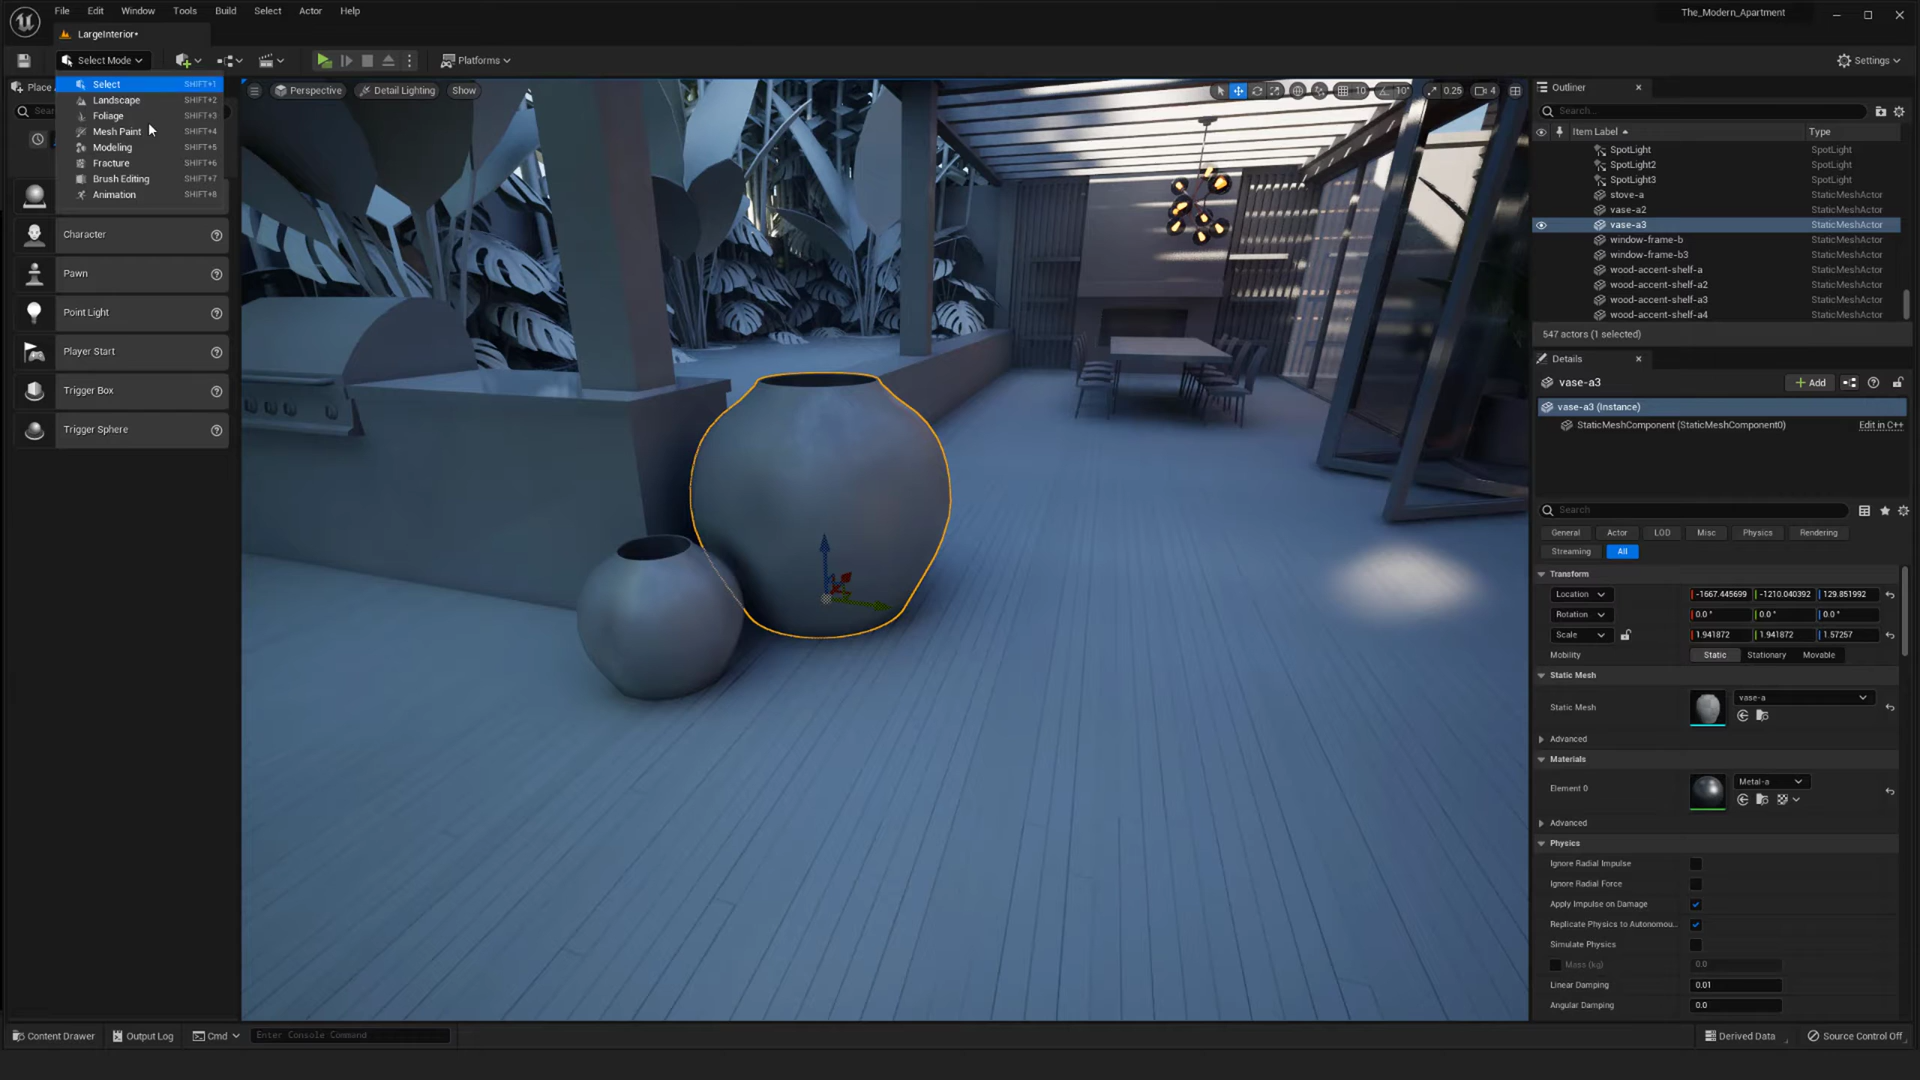 File Edit Window Tools Build Select Actor Help
The_Modern_Apartment
LargeInterior*
Select Mode
Platforms
Settings
Select SHIFT+1
Landscape SHIFT+2
Foliage SHIFT+3
Mesh Paint SHIFT+4
Modeling SHIFT+5
Fracture SHIFT+6
Brush Editing SHIFT+7
Animation SHIFT+8
Place
Sear
Character
Pawn
Point Light
Player Start
Trigger Box
Trigger Sphere
Perspective Detail Lighting Show
10 10° 0.25 4
Outliner
Search...
Item Label Type
SpotLight SpotLight
SpotLight2 SpotLight
SpotLight3 SpotLight
stove-a StaticMeshActor
vase-a2 StaticMeshActor
vase-a3 StaticMeshActor
window-frame-b StaticMeshActor
window-frame-b3 StaticMeshActor
wood-accent-shelf-a StaticMeshActor
wood-accent-shelf-a2 StaticMeshActor
wood-accent-shelf-a3 StaticMeshActor
wood-accent-shelf-a4 StaticMeshActor
547 actors (1 selected)
Details
vase-a3
Add
vase-a3 (Instance)
StaticMeshComponent (StaticMeshComponent0) Edit in C++
Search
General Actor LOD Misc Physics Rendering
Streaming All
Transform
Location -1667.445699 -1210.040392 129.851992
Rotation 0.0 ° 0.0 ° 0.0 °
Scale 1.941872 1.941872 1.57257
Mobility Static Stationary Movable
Static Mesh
Static Mesh vase-a
Advanced
Materials
Element 0 Metal-a
Advanced
Physics
Ignore Radial Impulse
Ignore Radial Force
Apply Impulse on Damage
Replicate Physics to Autonomou...
Simulate Physics
Mass (kg) 0.0
Linear Damping 0.01
Angular Damping 0.0
Content Drawer Output Log Cmd Enter Console Command
Derived Data Source Control Off